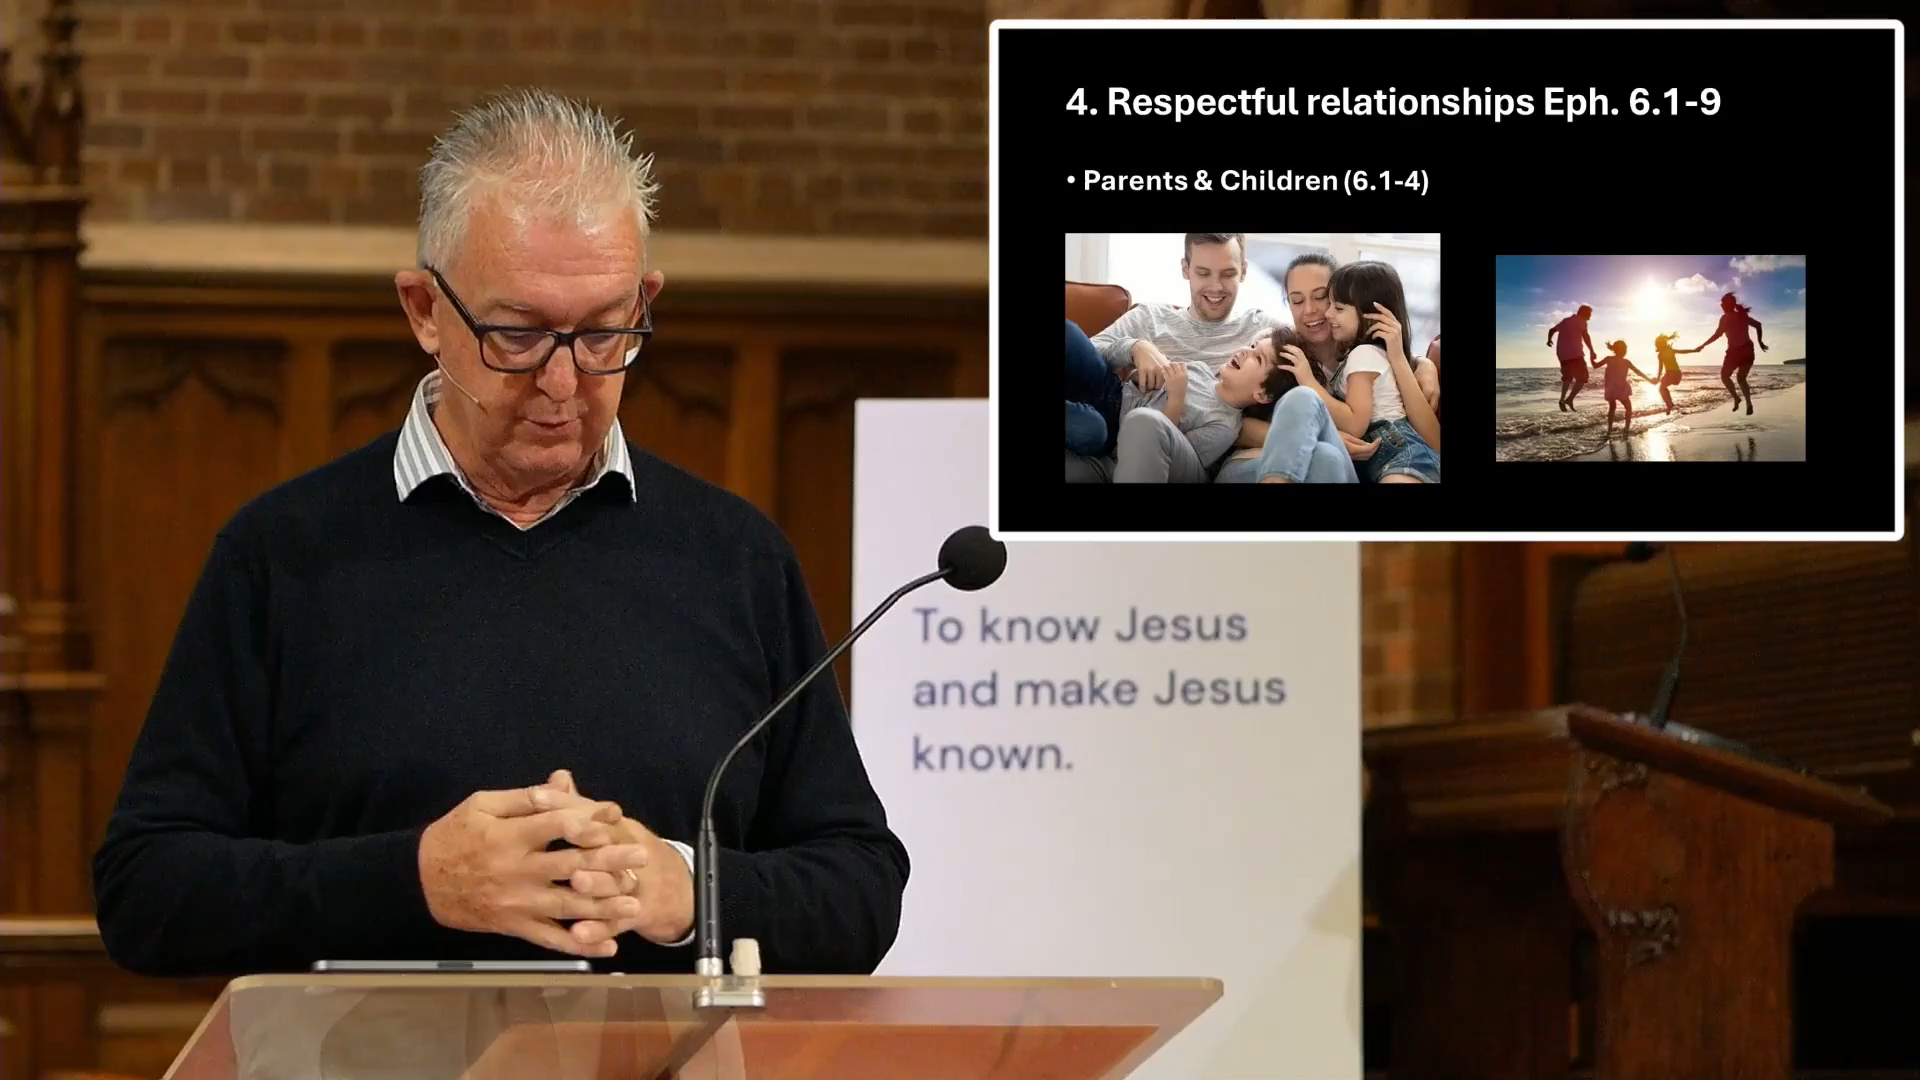 4. Respectful relationships Eph. 6.1-9
• Parents & Children (6.1-4)
To know Jesus
and make Jesus
known.